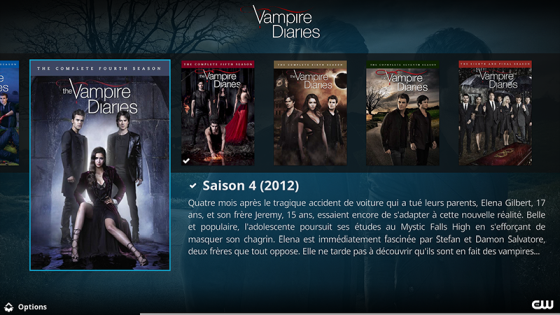 The Vampire
Diaries
THE COMPLETE FOURTH SEASON
the Vampire
Diaries
THE COMPLETE FIFTH SEASON
the Vampire
Diaries
THE COMPLETE SIXTH SEASON
the Vampire
Diaries
THE COMPLETE SEVENTH SEASON
the Vampire
Diaries
THE EIGHTH AND FINAL SEASON
the Vampire
Diaries
Saison 4 (2012)
Quatre mois après le tragique accident de voiture qui a tué leurs parents, Elena Gilbert, 17
ans, et son frère Jeremy, 15 ans, essaient encore de s'adapter à cette nouvelle réalité. Belle
et populaire, l'adolescente poursuit ses études au Mystic Falls High en s'efforçant de
masquer son chagrin. Elena est immédiatement fascinée par Stefan et Damon Salvatore,
deux frères que tout oppose. Elle ne tarde pas à découvrir qu'ils sont en fait des vampires...
Options
CW